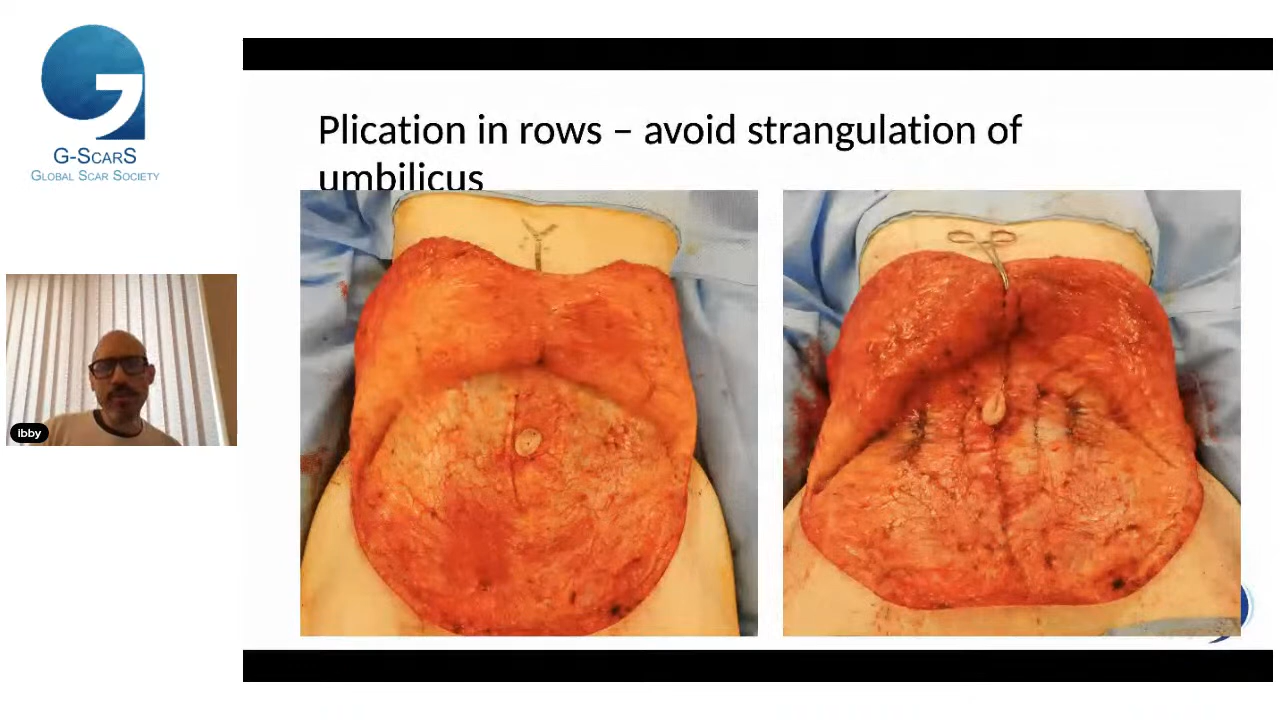 G-SCARS
GLOBAL SCAR SOCIETY
Plication in rows – avoid strangulation of
umbilicus
ibby